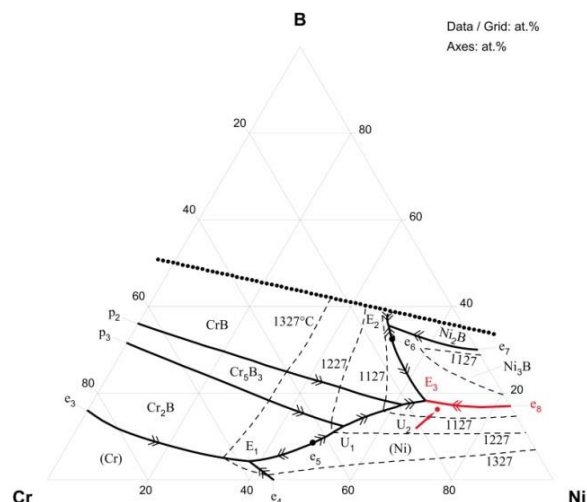 B
Data / Grid: at.%
Axes: at.%
20
80
40
60
p₂
60
CrB
1327°C
E₂
Ni₂B
40
p₃
e₆
e₇
1227
1127
1127
Ni₃B
Cr₅B₃
E₃
80
20
e₃
Cr₂B
e₈
U₂
1127
E₁
U₁
(Cr)
e₅
(Ni)
1227
1327
e₄
Cr
20
40
60
80
Ni